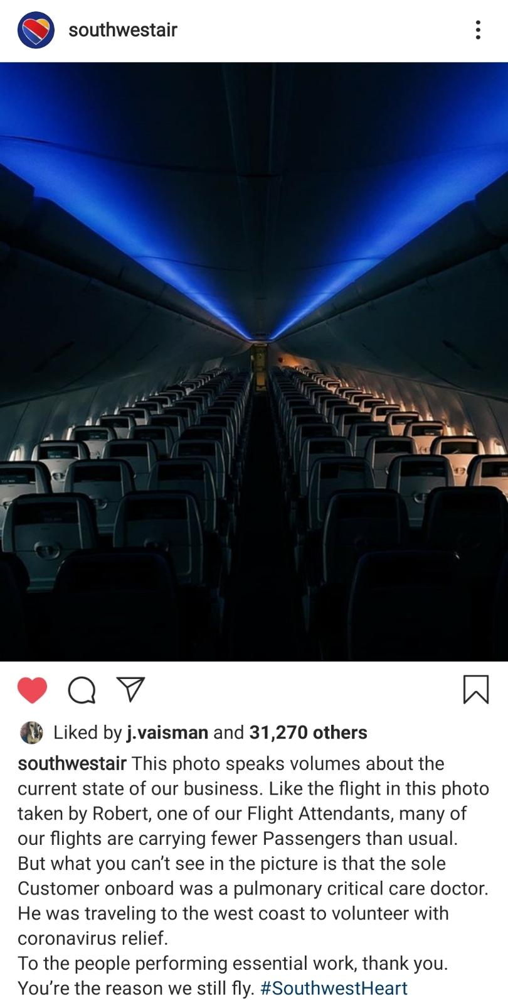 southwestair
Liked by j.vaisman and 31,270 others
southwestair This photo speaks volumes about the
current state of our business. Like the flight in this photo
taken by Robert, one of our Flight Attendants, many of
our flights are carrying fewer Passengers than usual.
But what you can’t see in the picture is that the sole
Customer onboard was a pulmonary critical care doctor.
He was traveling to the west coast to volunteer with
coronavirus relief.
To the people performing essential work, thank you.
You’re the reason we still fly. #SouthwestHeart